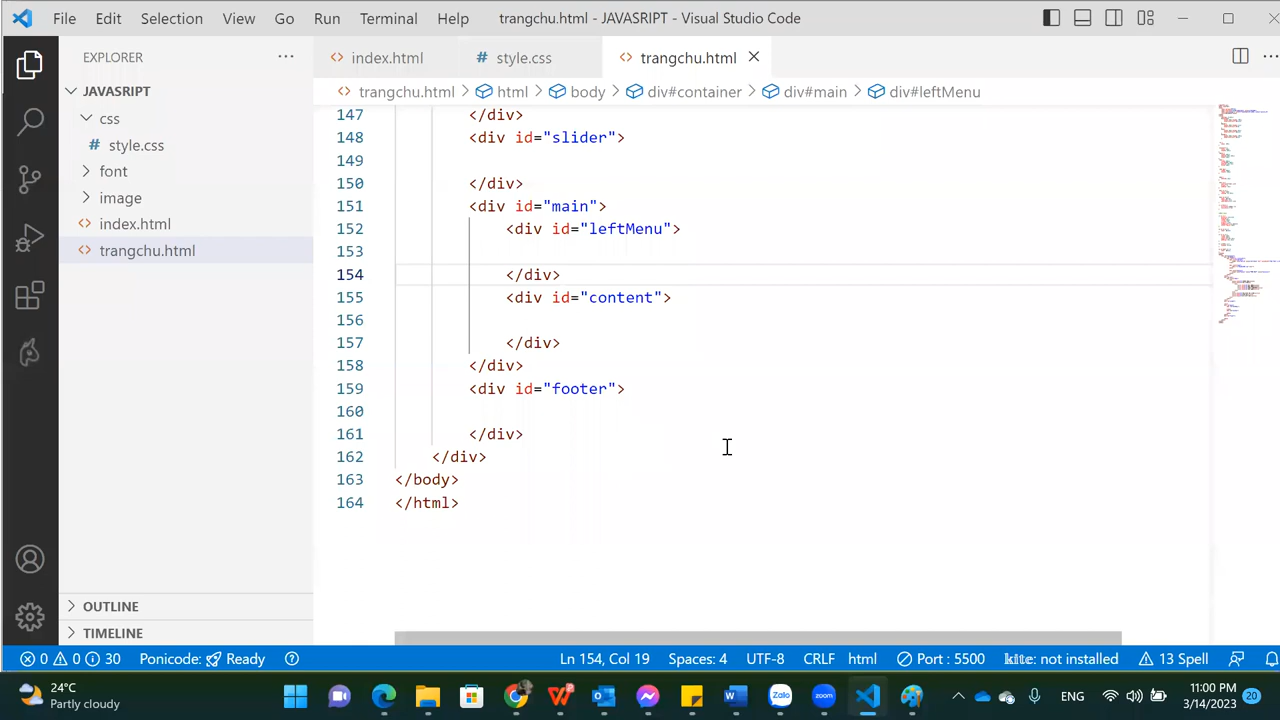 File Edit Selection View Go Run Terminal Help trangchu.html - JAVASRIPT - Visual Studio Code
EXPLORER
JAVASRIPT
css
# style.css
font
image
<> index.html
<> trangchu.html
OUTLINE
TIMELINE
<> index.html # style.css <> trangchu.html
<> trangchu.html > html > body > div#container > div#main > div#leftMenu
147 </div>
148 <div id="slider">
149
150 </div>
151 <div id="main">
152 <div id="leftMenu">
153
154 </div>
155 <div id="content">
156
157 </div>
158 </div>
159 <div id="footer">
160
161 </div>
162 </div>
163 </body>
164 </html>
0 0 30 Ponicode: Ready Ln 154, Col 19 Spaces: 4 UTF-8 CRLF html Port : 5500 kite: not installed 13 Spell
24°C
Partly cloudy
Zalo
zoom
ENG
11:00 PM
3/14/2023
20